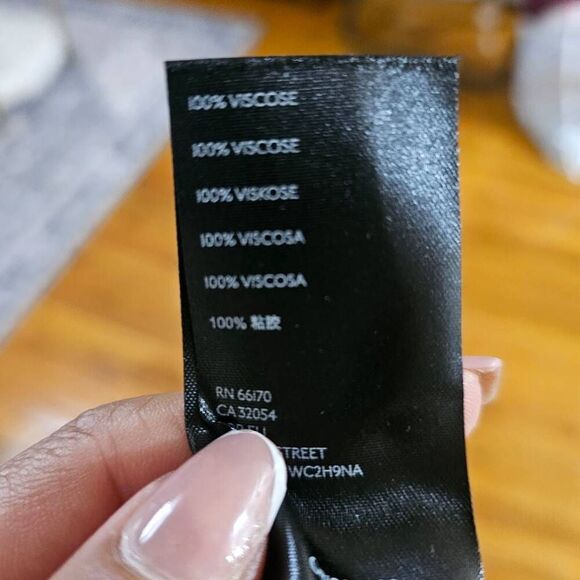 100% VISCOSE
100% VISCOSE
100% VISKOSE
100% VISCOSA
100% VISCOSA
100% 粘胶
RN 66170
CA 32054
STREET
WC2H9NA